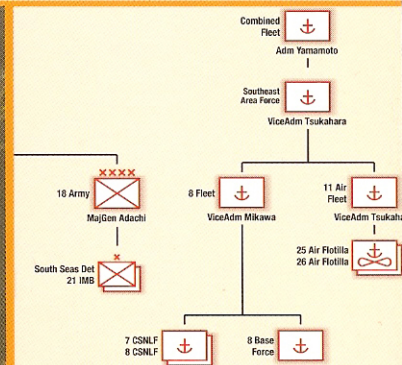 Combined
Fleet
Adm Yamamoto
Southeast
Area Force
ViceAdm Tsukahara
XXXX
18 Army
MajGen Adachi
8 Fleet
ViceAdm Mikawa
11 Air
Fleet
ViceAdm Tsukaha
X
South Seas Det
21 IMB
25 Air Flotilla
26 Air Flotilla
7 CSNLF
8 CSNLF
8 Base
Force